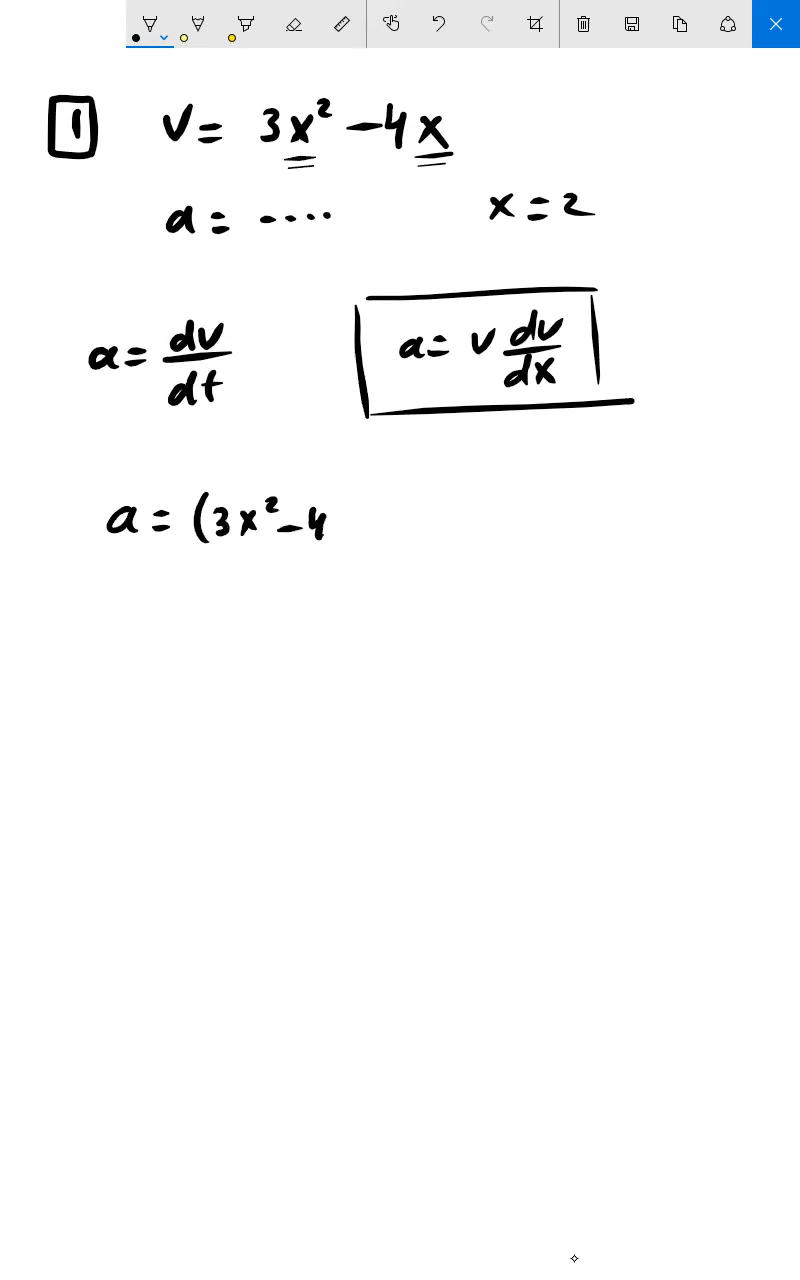 1 v = 3x² - 4x
a = .... x = 2
a = dv/dt a = v dv/dx
a = (3x² - 4